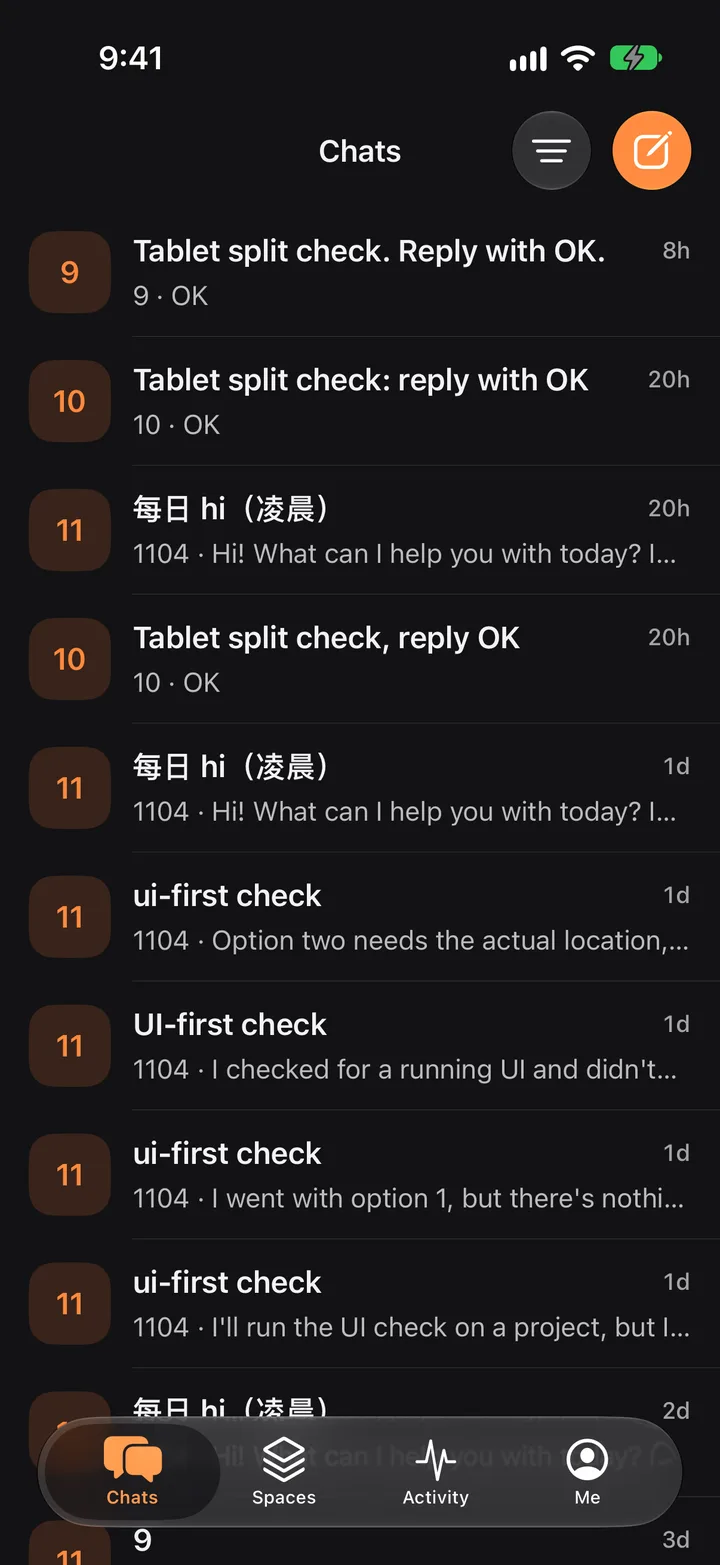 9:41
Chats
9
Tablet split check. Reply with OK.
8h
9 · OK
10
Tablet split check: reply with OK
20h
10 · OK
11
每日 hi（凌晨）
20h
1104 · Hi! What can I help you with today? I...
10
Tablet split check, reply OK
20h
10 · OK
11
每日 hi（凌晨）
1d
1104 · Hi! What can I help you with today? I...
11
ui-first check
1d
1104 · Option two needs the actual location,...
11
UI-first check
1d
1104 · I checked for a running UI and didn't...
11
ui-first check
1d
1104 · I went with option 1, but there's nothi...
11
ui-first check
1d
1104 · I'll run the UI check on a project, but I...
每日 hi（凌晨）
2d
Chats
Spaces
Activity
Me
11
9
3d